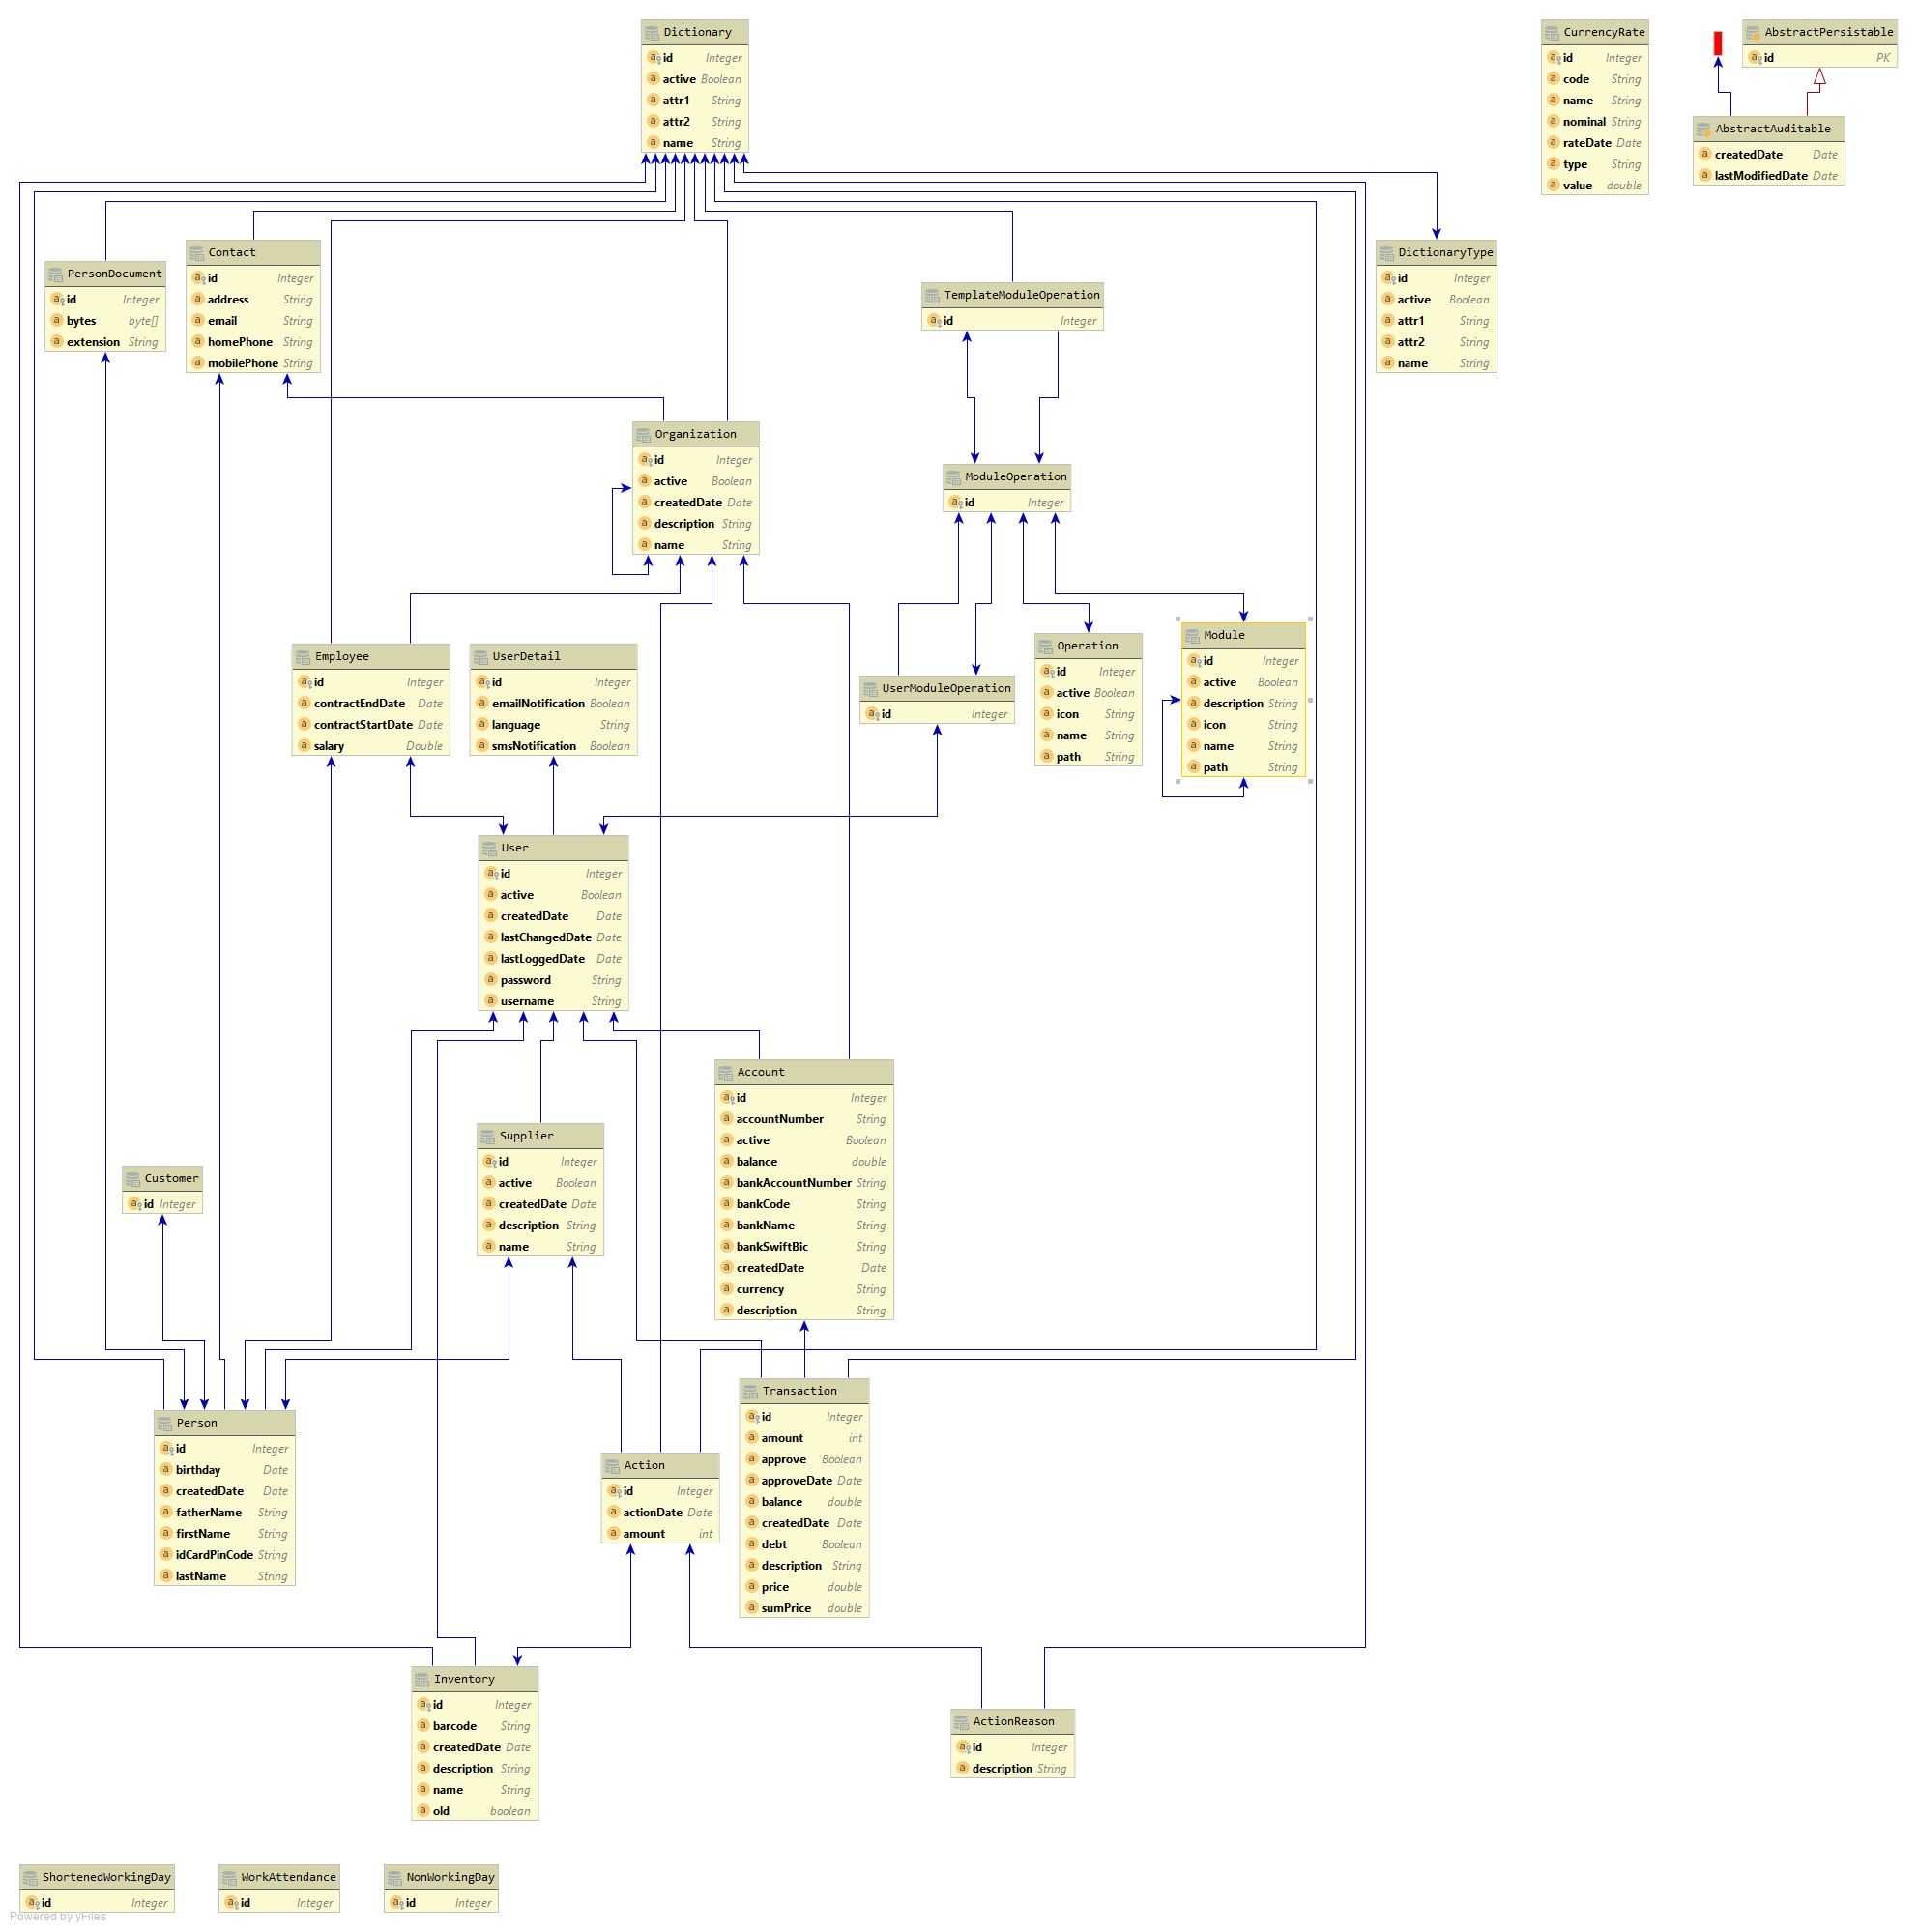 Dictionary
id Integer
active Boolean
attr1 String
attr2 String
name String
CurrencyRate
id Integer
code String
name String
nominal String
rateDate Date
type String
value double
AbstractPersistable
id PK
AbstractAuditable
createdDate Date
lastModifiedDate Date
PersonDocument
id Integer
bytes byte[]
extension String
Contact
id Integer
address String
email String
homePhone String
mobilePhone String
TemplateModuleOperation
id Integer
DictionaryType
id Integer
active Boolean
attr1 String
attr2 String
name String
Organization
id Integer
active Boolean
createdDate Date
description String
name String
ModuleOperation
id Integer
Employee
id Integer
contractEndDate Date
contractStartDate Date
salary Double
UserDetail
id Integer
emailNotification Boolean
language String
smsNotification Boolean
UserModuleOperation
id Integer
Operation
id Integer
active Boolean
icon String
name String
path String
Module
id Integer
active Boolean
description String
icon String
name String
path String
User
id Integer
active Boolean
createdDate Date
lastChangedDate Date
lastLoggedDate Date
password String
username String
Account
id Integer
accountNumber String
active Boolean
balance double
bankAccountNumber String
bankCode String
bankName String
bankSwiftBic String
createdDate Date
currency String
description String
Supplier
id Integer
active Boolean
createdDate Date
description String
name String
Customer
id Integer
Person
id Integer
birthday Date
createdDate Date
fatherName String
firstName String
idCardPinCode String
lastName String
Action
id Integer
actionDate Date
amount int
Transaction
id Integer
amount int
approve Boolean
approveDate Date
balance double
createdDate Date
debt Boolean
description String
price double
sumPrice double
Inventory
id Integer
barcode String
createdDate Date
description String
name String
old boolean
ActionReason
id Integer
description String
ShortenedWorkingDay
id Integer
WorkAttendance
id Integer
NonWorkingDay
id Integer
Powered by yFiles